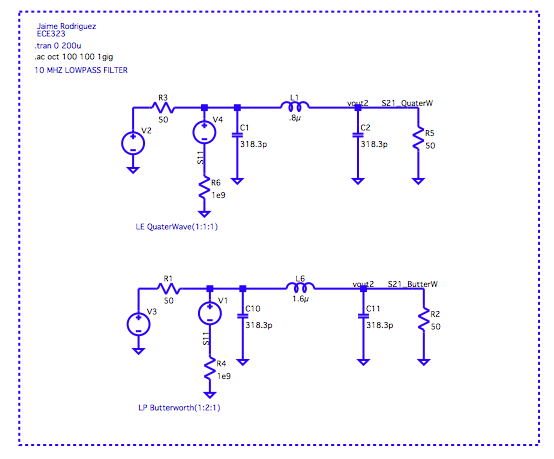 Jaime Rodriguez
ECE323
.tran 0 200u
.ac oct 100 100 1gig
10 MHZ LOWPASS FILTER
R3
50
V2
V4
S11
R6
1e9
C1
318.3p
L1
.8µ
vout2
S21_QuaterW
C2
318.3p
R5
50
LE QuaterWave(1:1:1)
R1
50
V3
V1
S11
R4
1e9
C10
318.3p
L6
1.6µ
vout2
S21_ButterW
C11
318.3p
R2
50
LP Butterworth(1:2:1)